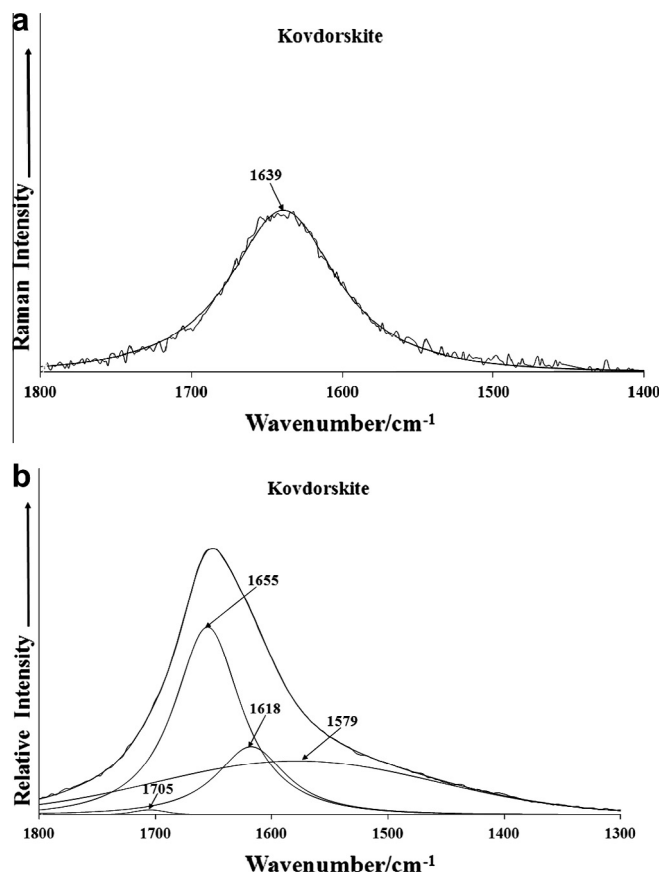 a
Kovdorskite
1639
Raman Intensity
1800 1700 1600 1500 1400
Wavenumber/cm-1
b
Kovdorskite
1655
1618
1579
1705
Relative Intensity
1800 1700 1600 1500 1400 1300
Wavenumber/cm-1